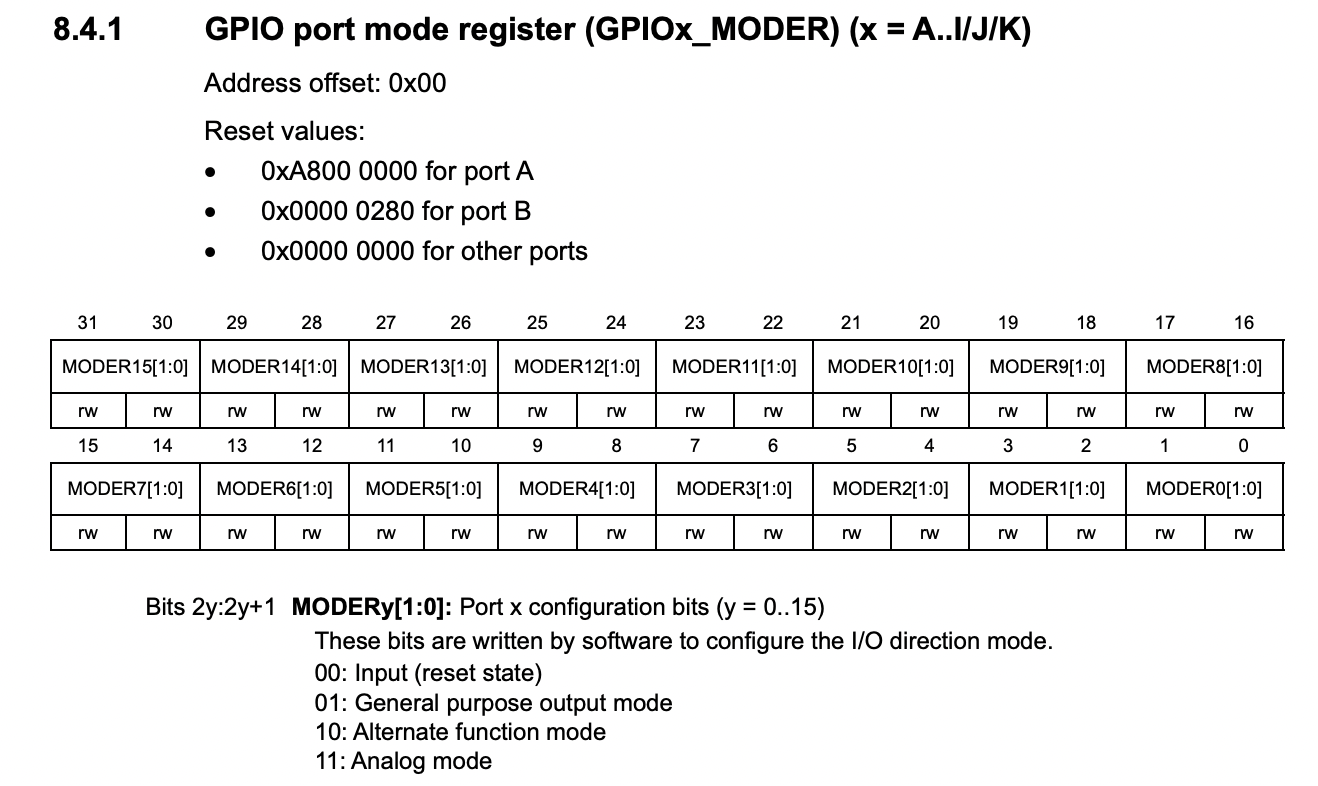 8.4.1 GPIO port mode register (GPIOx_MODER) (x = A..I/J/K)
Address offset: 0x00
Reset values:
• 0xA800 0000 for port A
• 0x0000 0280 for port B
• 0x0000 0000 for other ports
31 30 29 28 27 26 25 24 23 22 21 20 19 18 17 16
MODER15[1:0] MODER14[1:0] MODER13[1:0] MODER12[1:0] MODER11[1:0] MODER10[1:0] MODER9[1:0] MODER8[1:0]
rw rw rw rw rw rw rw rw rw rw rw rw rw rw rw rw
15 14 13 12 11 10 9 8 7 6 5 4 3 2 1 0
MODER7[1:0] MODER6[1:0] MODER5[1:0] MODER4[1:0] MODER3[1:0] MODER2[1:0] MODER1[1:0] MODER0[1:0]
rw rw rw rw rw rw rw rw rw rw rw rw rw rw rw rw
Bits 2y:2y+1 MODERy[1:0]: Port x configuration bits (y = 0..15)
These bits are written by software to configure the I/O direction mode.
00: Input (reset state)
01: General purpose output mode
10: Alternate function mode
11: Analog mode